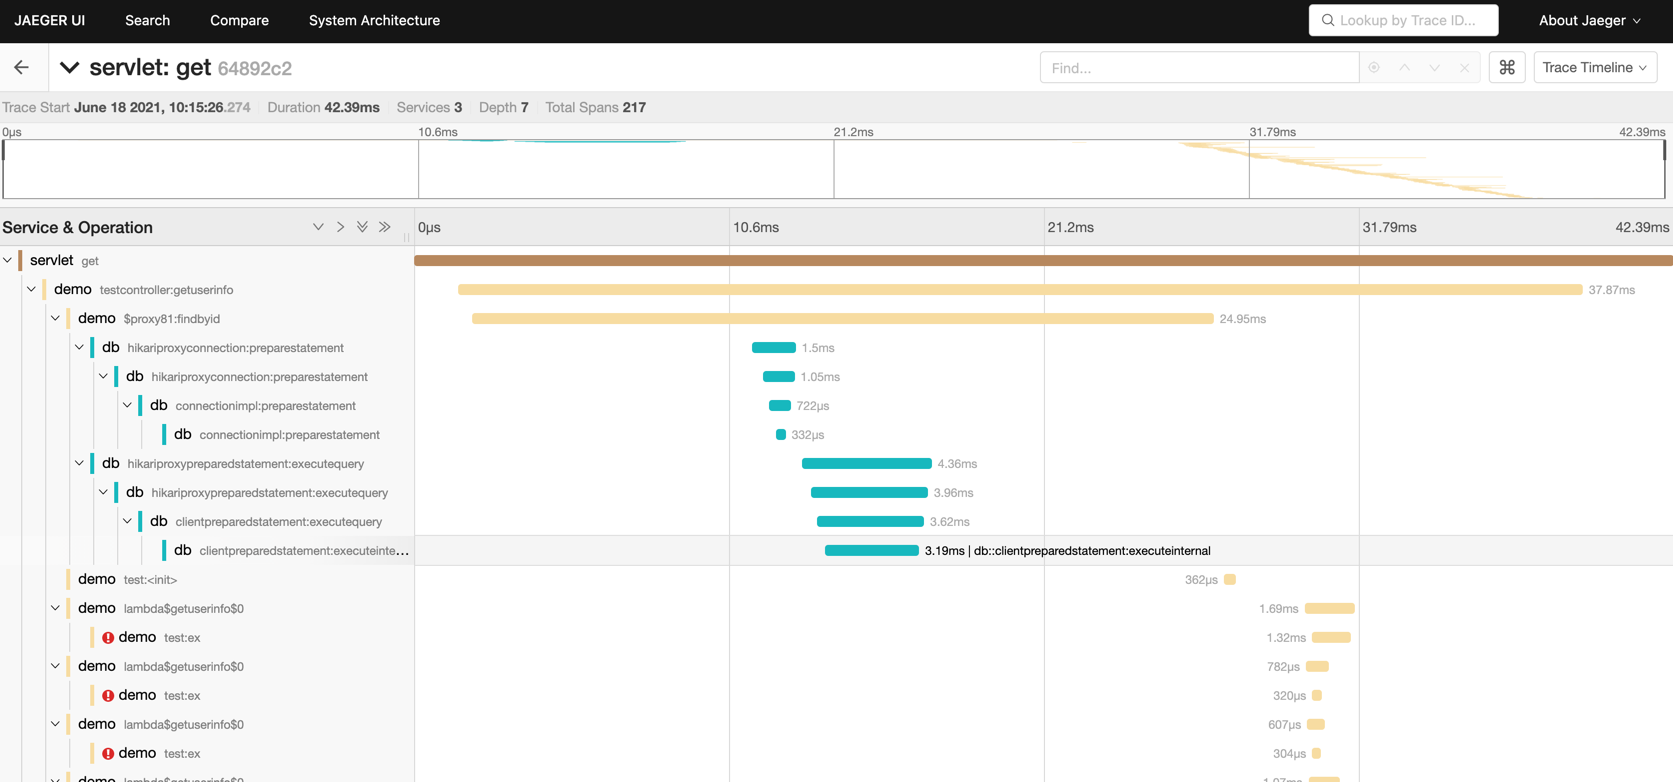 JAEGER UI Search Compare System Architecture Lookup by Trace ID... About Jaeger
servlet: get 64892c2 Find... ⌘ Trace Timeline
Trace Start June 18 2021, 10:15:26.274 Duration 42.39ms Services 3 Depth 7 Total Spans 217
0μs 10.6ms 21.2ms 31.79ms 42.39ms
Service & Operation 0μs 10.6ms 21.2ms 31.79ms 42.39ms
servlet get
demo testcontroller:getuserinfo 37.87ms
demo $proxy81:findbyid 24.95ms
db hikariproxyconnection:preparestatement 1.5ms
db hikariproxyconnection:preparestatement 1.05ms
db connectionimpl:preparestatement 722μs
db connectionimpl:preparestatement 332μs
db hikariproxypreparedstatement:executequery 4.36ms
db hikariproxypreparedstatement:executequery 3.96ms
db clientpreparedstatement:executequery 3.62ms
db clientpreparedstatement:executeinte... 3.19ms | db::clientpreparedstatement:executeinternal
demo test:<init> 362μs
demo lambda$getuserinfo$0 1.69ms
demo test:ex 1.32ms
demo lambda$getuserinfo$0 782μs
demo test:ex 320μs
demo lambda$getuserinfo$0 607μs
demo test:ex 304μs
demo lambda$getuserinfo$0